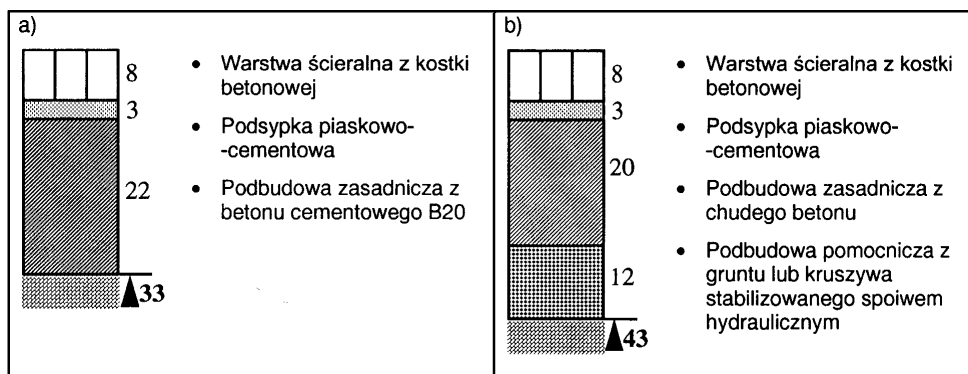 a)
8
3
22
33
• Warstwa ścieralna z kostki
betonowej
• Podsypka piaskowo-
-cementowa
• Podbudowa zasadnicza z
betonu cementowego B20
b)
8
3
20
12
43
• Warstwa ścieralna z kostki
betonowej
• Podsypka piaskowo-
-cementowa
• Podbudowa zasadnicza z
chudego betonu
• Podbudowa pomocnicza z
gruntu lub kruszywa
stabilizowanego spoiwem
hydraulicznym